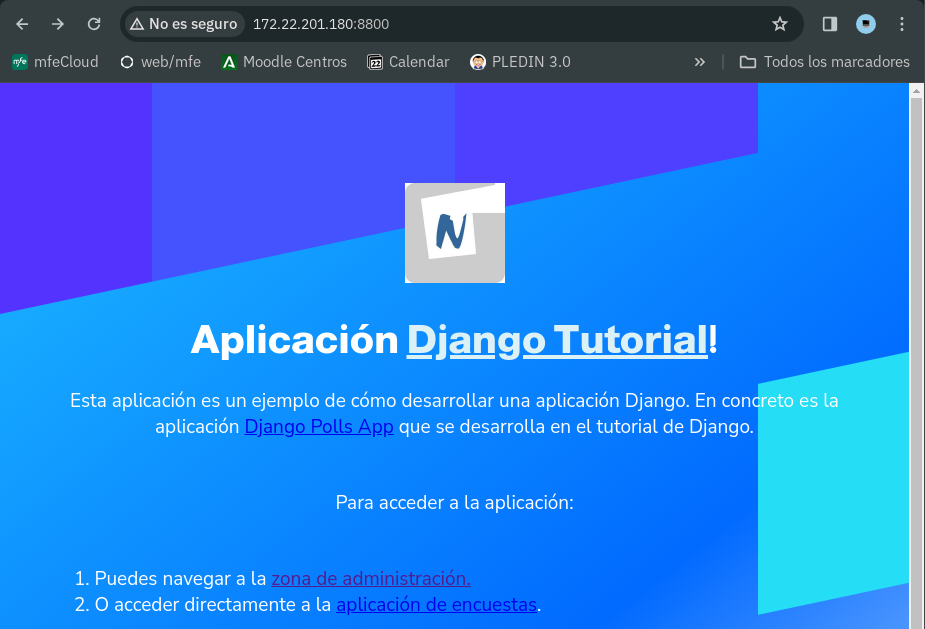 No es seguro 172.22.201.180:8800
mfe mfeCloud web/mfe Moodle Centros Calendar PLEDIN 3.0 » Todos los marcadores
N
Aplicación Django Tutorial!
Esta aplicación es un ejemplo de cómo desarrollar una aplicación Django. En concreto es la
aplicación Django Polls App que se desarrolla en el tutorial de Django.
Para acceder a la aplicación:
1. Puedes navegar a la zona de administración.
2. O acceder directamente a la aplicación de encuestas.